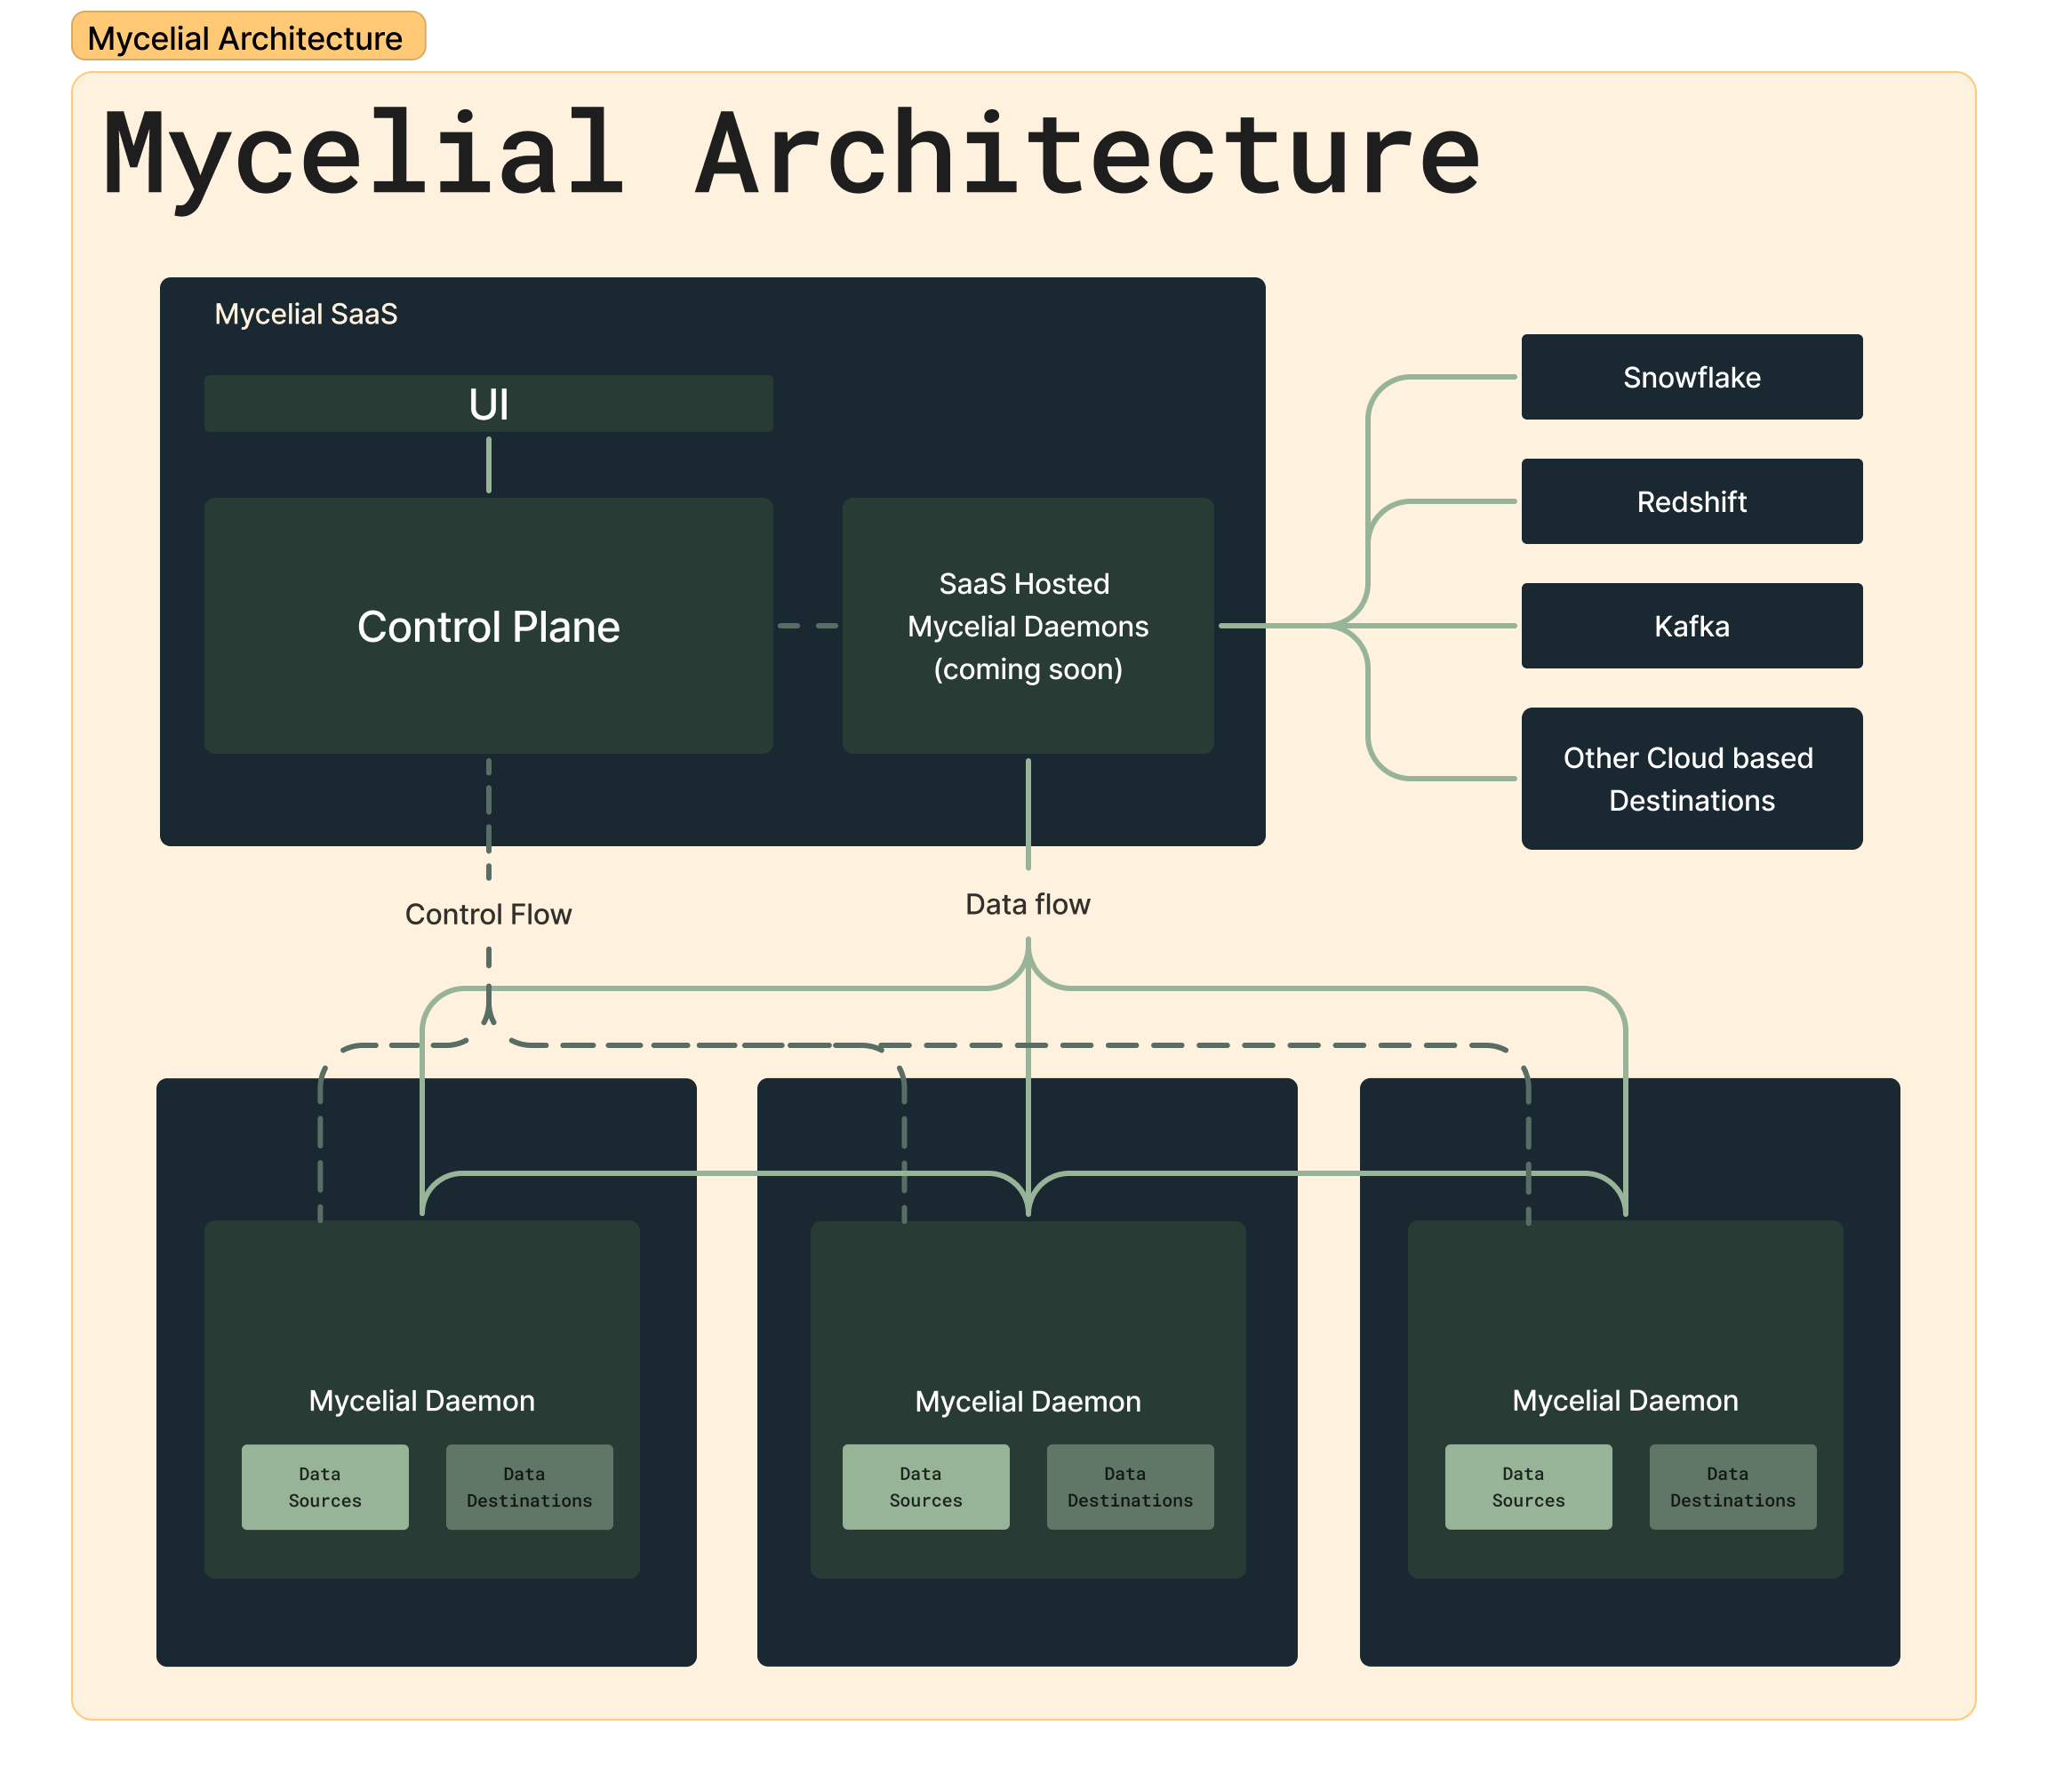 Mycelial Architecture
Mycelial Architecture
Mycelial SaaS
UI
Control Plane
SaaS Hosted
Mycelial Daemons
(coming soon)
Snowflake
Redshift
Kafka
Other Cloud based
Destinations
Control Flow
Data flow
Mycelial Daemon
Data
Sources
Data
Destinations
Mycelial Daemon
Data
Sources
Data
Destinations
Mycelial Daemon
Data
Sources
Data
Destinations